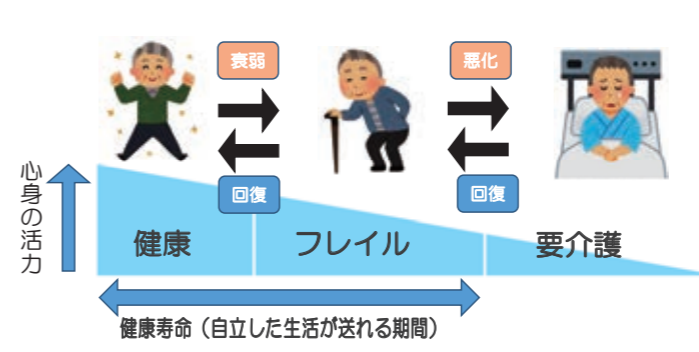 衰弱
悪化
回復
回復
心身の活力
健康
フレイル
要介護
健康寿命（自立した生活が送れる期間）